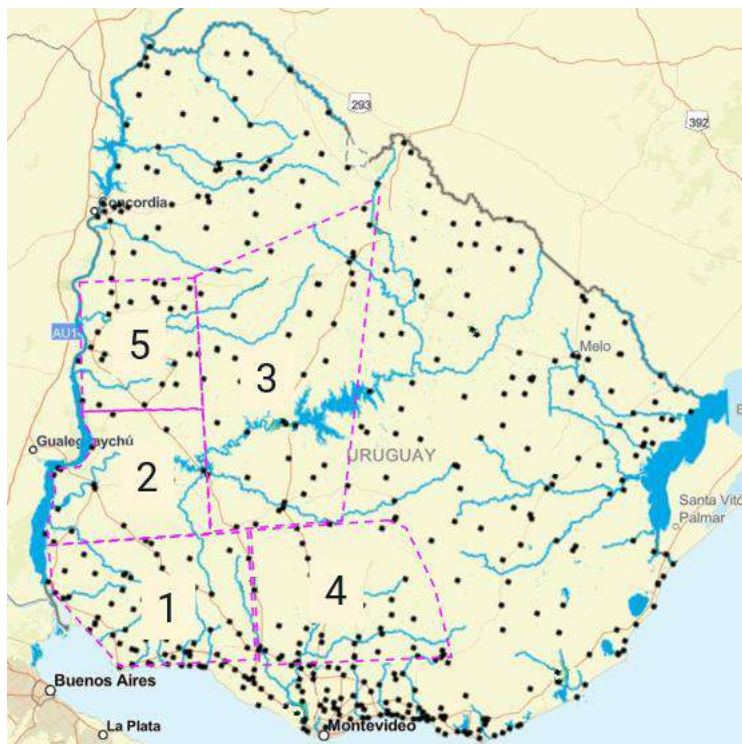 293
392
Concordia
AU1
5
Melo
3
Gualeguaychú
URUGUAY
2
Santa Vitó
Palmar
4
1
Buenos Aires
La Plata
Montevideo